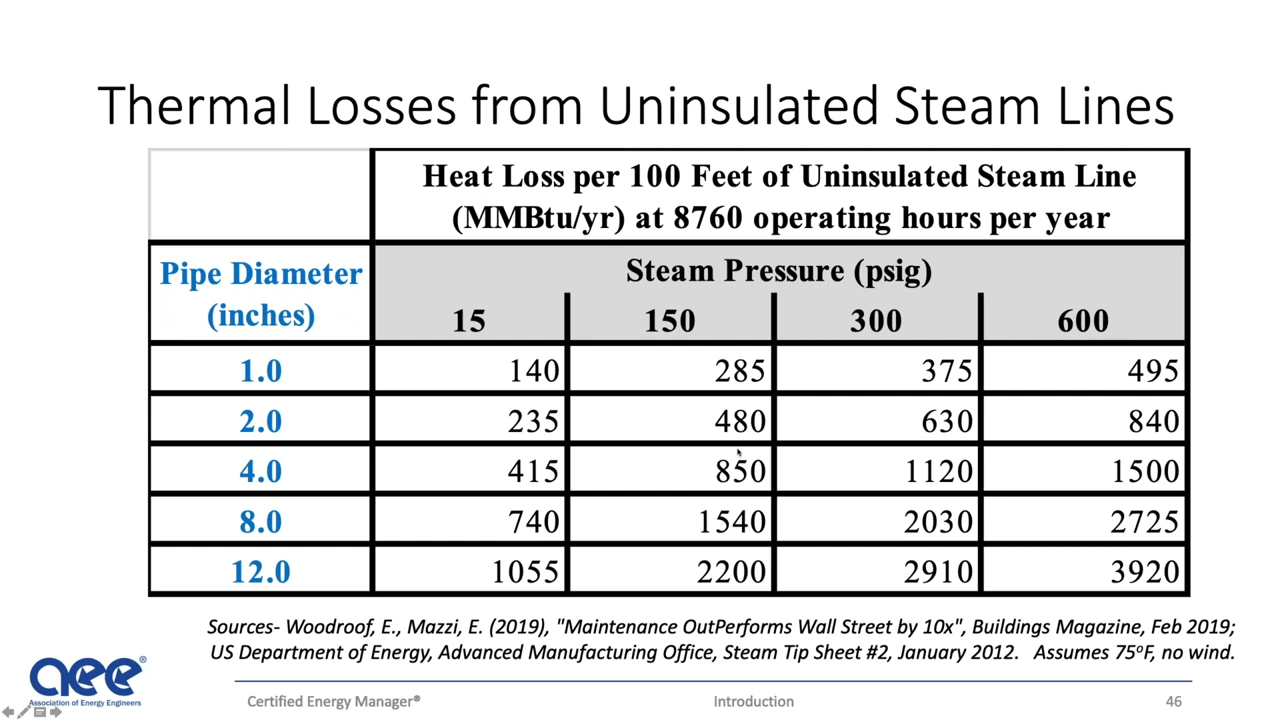 Thermal Losses from Uninsulated Steam Lines
Heat Loss per 100 Feet of Uninsulated Steam Line
(MMBtu/yr) at 8760 operating hours per year
Pipe Diameter
(inches)
Steam Pressure (psig)
15 150 300 600
1.0 140 285 375 495
2.0 235 480 630 840
4.0 415 850 1120 1500
8.0 740 1540 2030 2725
12.0 1055 2200 2910 3920
Sources- Woodroof, E., Mazzi, E. (2019), "Maintenance OutPerforms Wall Street by 10x", Buildings Magazine, Feb 2019;
US Department of Energy, Advanced Manufacturing Office, Steam Tip Sheet #2, January 2012. Assumes 75°F, no wind.
aee®
Association of Energy Engineers
Certified Energy Manager® Introduction 46